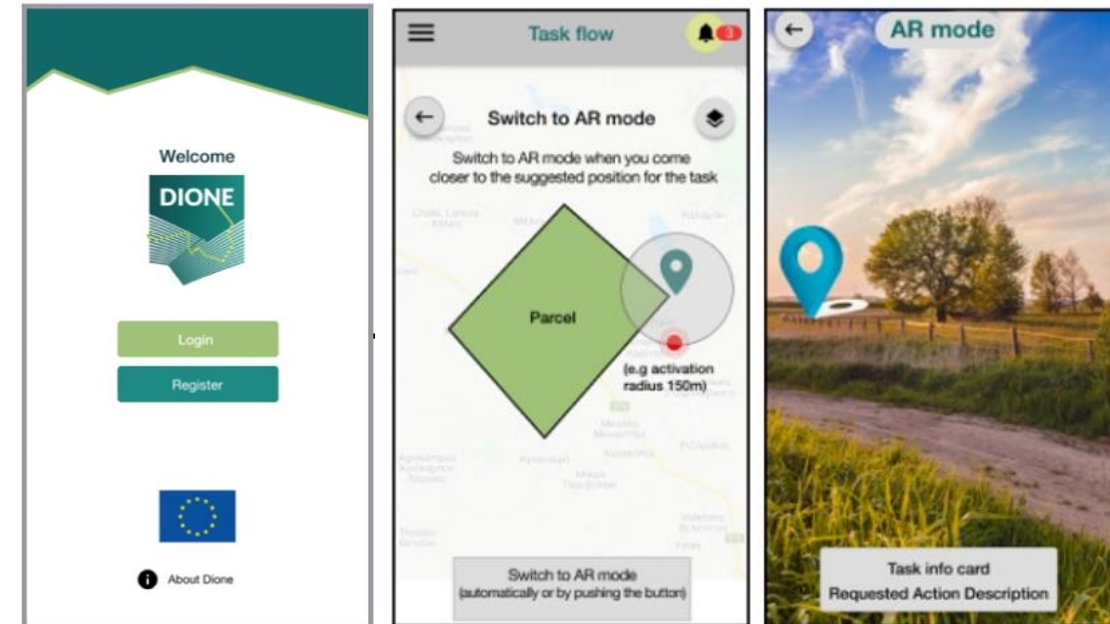 Welcome
DIONE
Login
Register
About Dione
Task flow
3
Switch to AR mode
Switch to AR mode when you come
closer to the suggested position for the task
Parcel
(e.g activation
radius 150m)
Switch to AR mode
(automatically or by pushing the button)
AR mode
Task info card
Requested Action Description